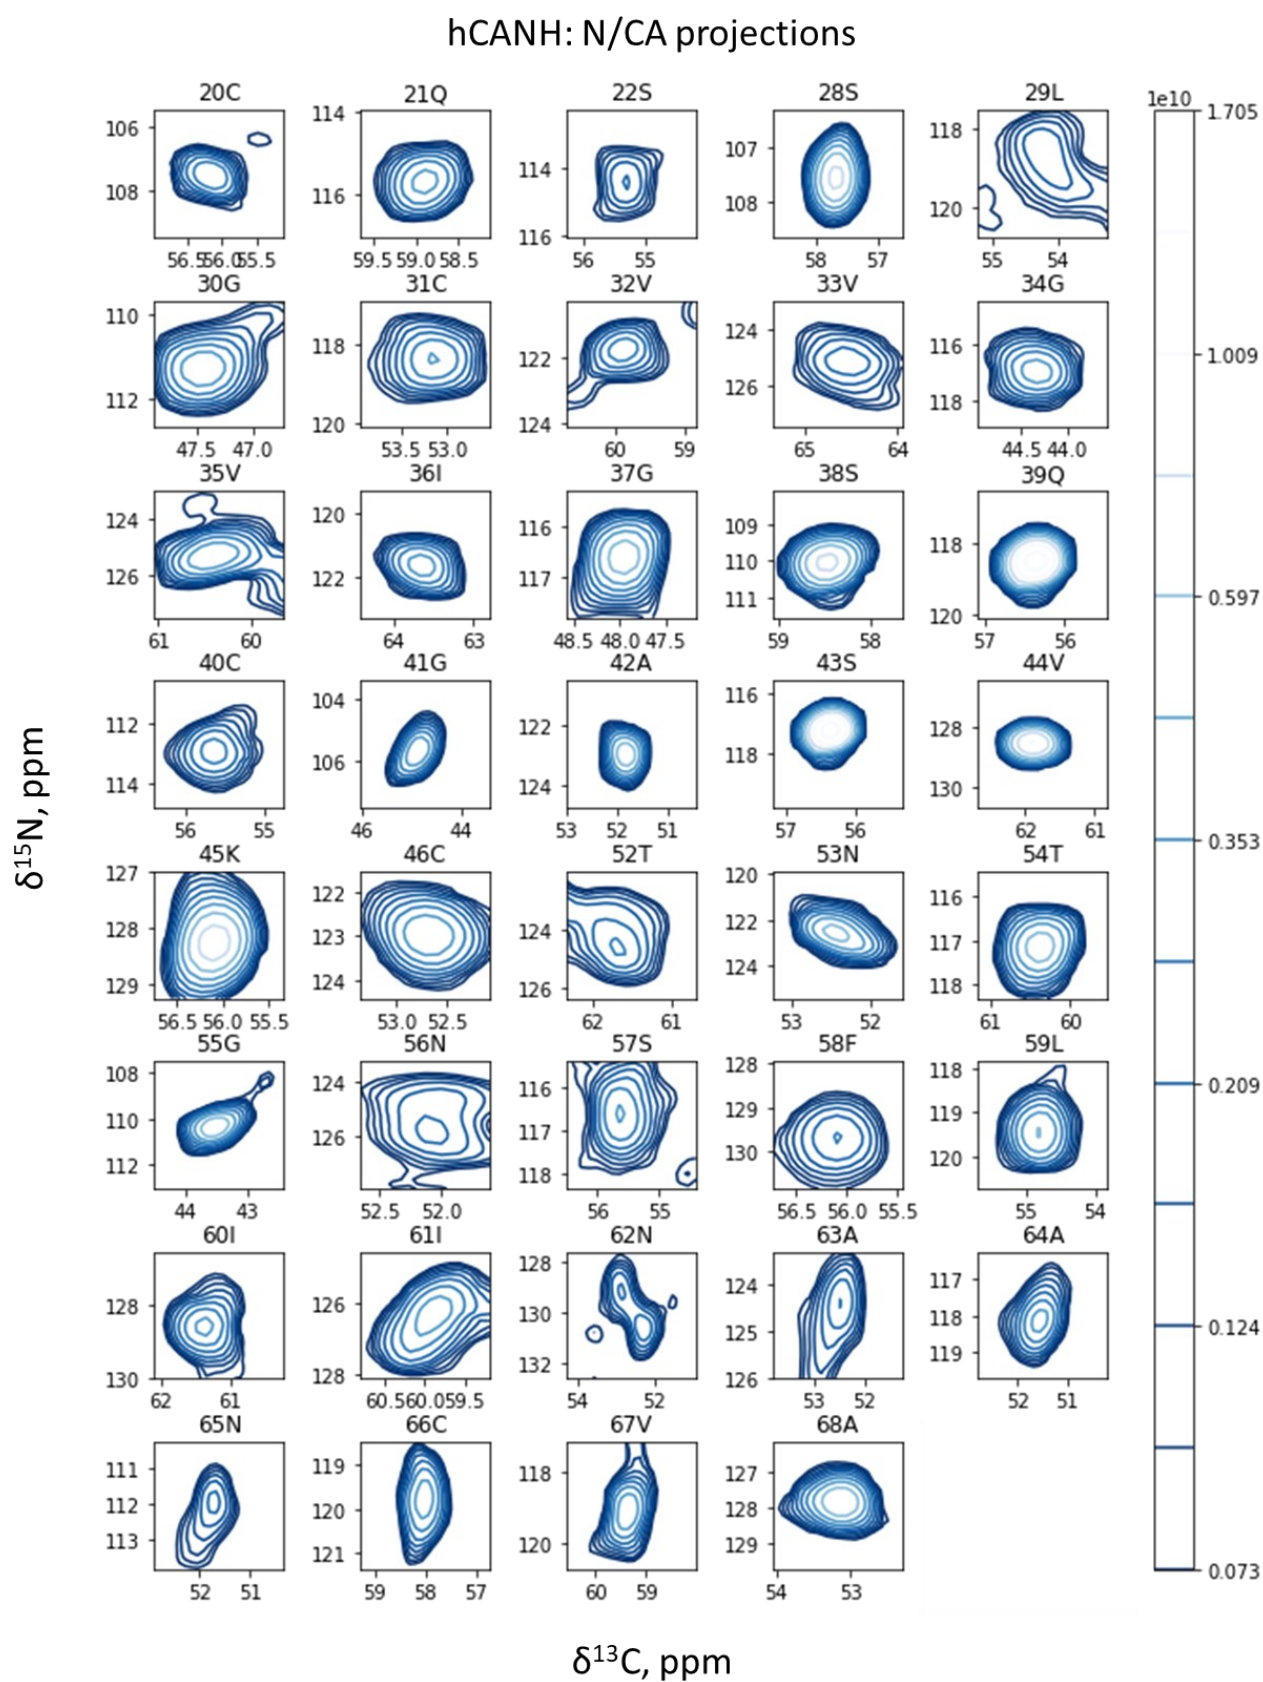 hCANH: N/CA projections
20C 21Q 22S 28S 29L
1e10
1.705
106 108
114 116
114 116
107 108
118 120
56.5 56.0 55.5
59.5 59.0 58.5
56 55
58 57
55 54
30G 31C 32V 33V 34G
110 112
118 120
122 124
124 126
116 118
1.009
47.5 47.0
53.5 53.0
60 59
65 64
44.5 44.0
35V 36I 37G 38S 39Q
124 126
120 122
116 117
109 110 111
118 120
0.597
61 60
64 63
48.5 48.0 47.5
59 58
57 56
40C 41G 42A 43S 44V
112 114
104 106
122 124
116 118
128 130
56 55
46 44
53 52 51
57 56
62 61
0.353
δ15N, ppm
45K 46C 52T 53N 54T
127 128 129
122 123 124
124 126
120 122 124
116 117 118
56.5 56.0 55.5
53.0 52.5
62 61
53 52
61 60
55G 56N 57S 58F 59L
108 110 112
124 126
116 117 118
128 129 130
118 119 120
0.209
44 43
52.5 52.0
56 55
56.5 56.0 55.5
55 54
60I 61I 62N 63A 64A
128 130
126 128
128 130 132
124 125 126
117 118 119
0.124
62 61
60.5 60.0 59.5
54 52
53 52
52 51
65N 66C 67V 68A
111 112 113
119 120 121
118 120
127 128 129
0.073
52 51
59 58 57
60 59
54 53
δ13C, ppm